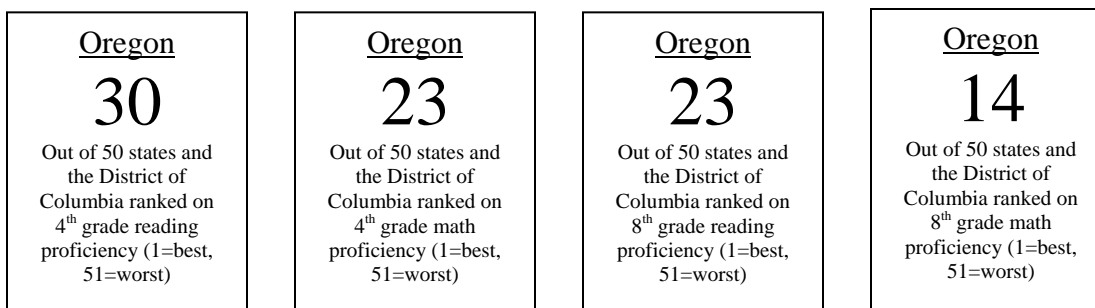 Oregon
30
Out of 50 states and
the District of
Columbia ranked on
4th grade reading
proficiency (1=best,
51=worst)
Oregon
23
Out of 50 states and
the District of
Columbia ranked on
4th grade math
proficiency (1=best,
51=worst)
Oregon
23
Out of 50 states and
the District of
Columbia ranked on
8th grade reading
proficiency (1=best,
51=worst)
Oregon
14
Out of 50 states and
the District of
Columbia ranked on
8th grade math
proficiency (1=best,
51=worst)